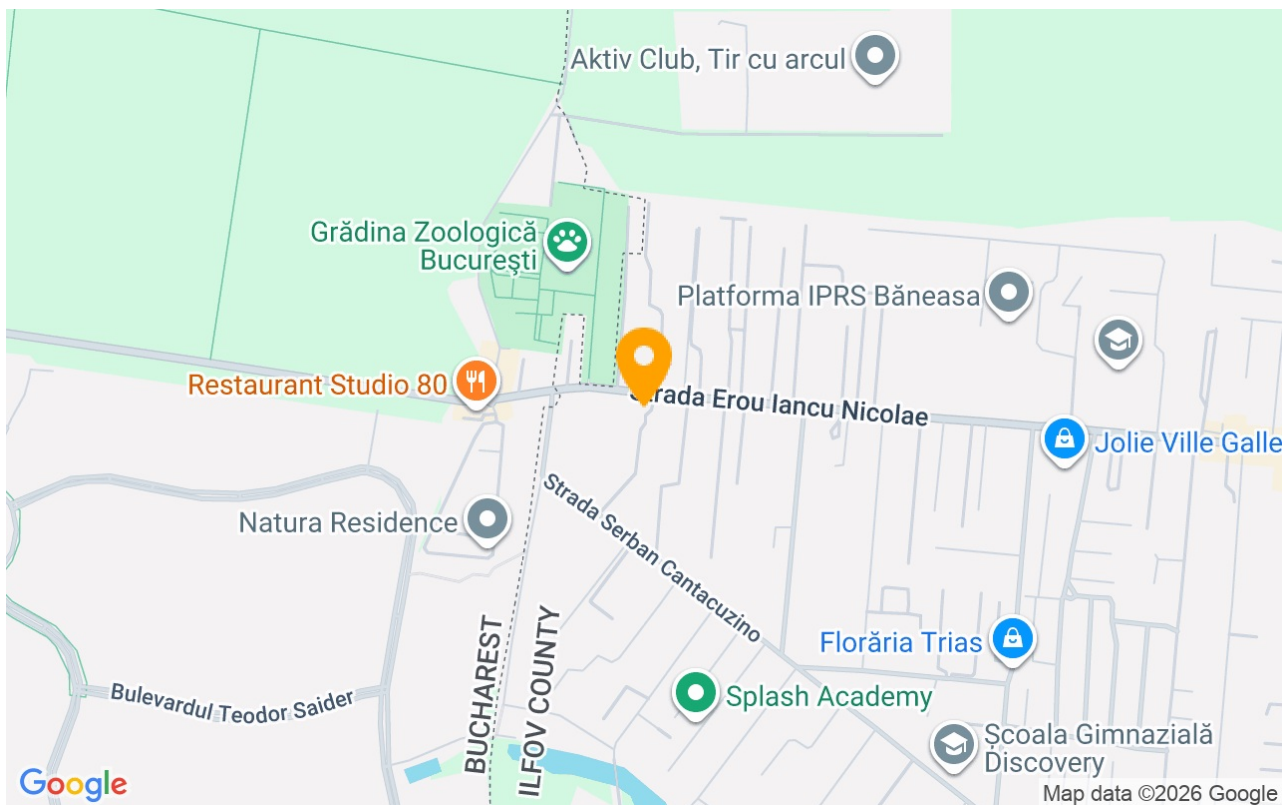 Aktiv Club, Tir cu arcul
Grădina Zoologică
București
Platforma IPRS Băneasa
Restaurant Studio 80
Strada Erou Iancu Nicolae
Jolie Ville Galle
Natura Residence
Strada Serban Cantacuzino
BUCHAREST
ILFOV COUNTY
Florăria Trias
Bulevardul Teodor Saider
Splash Academy
Școala Gimnazială
Discovery
Google
Map data ©2026 Google